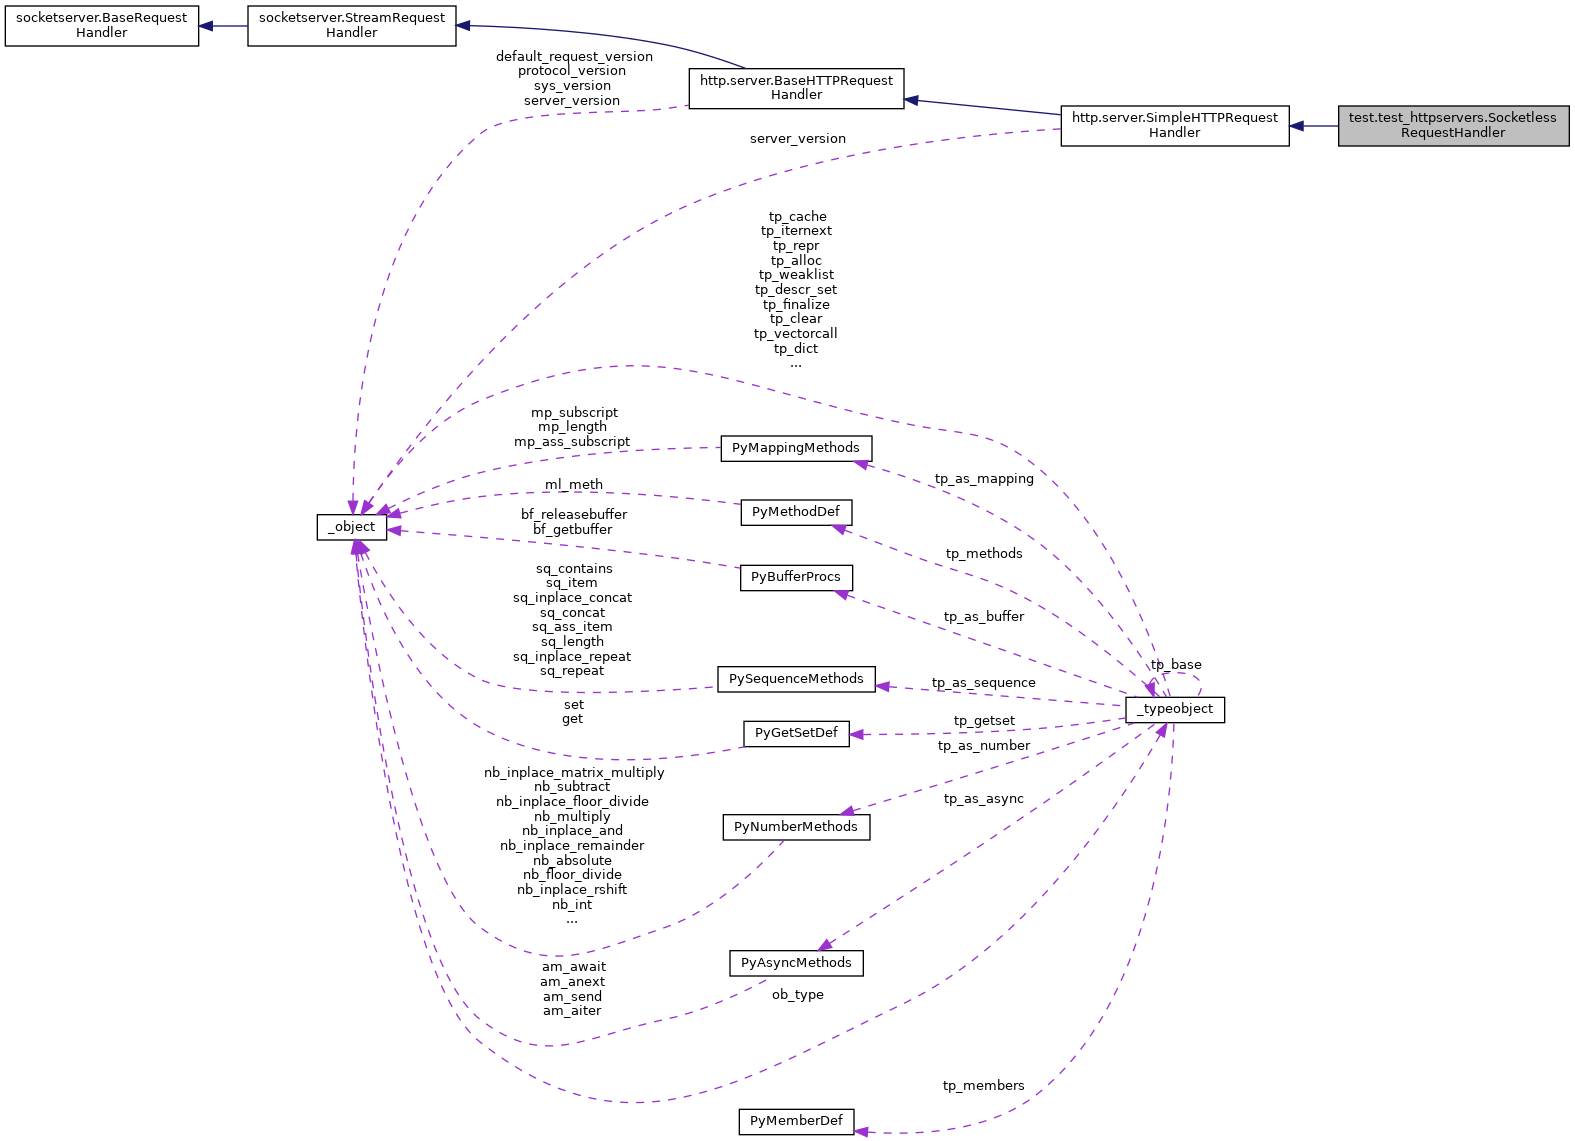 socketserver.BaseRequest
Handler
socketserver.StreamRequest
Handler
default_request_version
protocol_version
sys_version
server_version
http.server.BaseHTTPRequest
Handler
http.server.SimpleHTTPRequest
Handler
test.test_httpservers.Socketless
RequestHandler
server_version
tp_cache
tp_iternext
tp_repr
tp_alloc
tp_weaklist
tp_descr_set
tp_finalize
tp_clear
tp_vectorcall
tp_dict
...
mp_subscript
mp_length
mp_ass_subscript
PyMappingMethods
tp_as_mapping
ml_meth
PyMethodDef
_object
bf_releasebuffer
bf_getbuffer
tp_methods
PyBufferProcs
sq_contains
sq_item
sq_inplace_concat
sq_concat
sq_ass_item
sq_length
sq_inplace_repeat
sq_repeat
tp_as_buffer
tp_base
PySequenceMethods
tp_as_sequence
_typeobject
set
get
PyGetSetDef
tp_getset
tp_as_number
nb_inplace_matrix_multiply
nb_subtract
nb_inplace_floor_divide
nb_multiply
nb_inplace_and
nb_inplace_remainder
nb_absolute
nb_floor_divide
nb_inplace_rshift
nb_int
...
PyNumberMethods
tp_as_async
PyAsyncMethods
am_await
am_anext
am_send
am_aiter
ob_type
tp_members
PyMemberDef